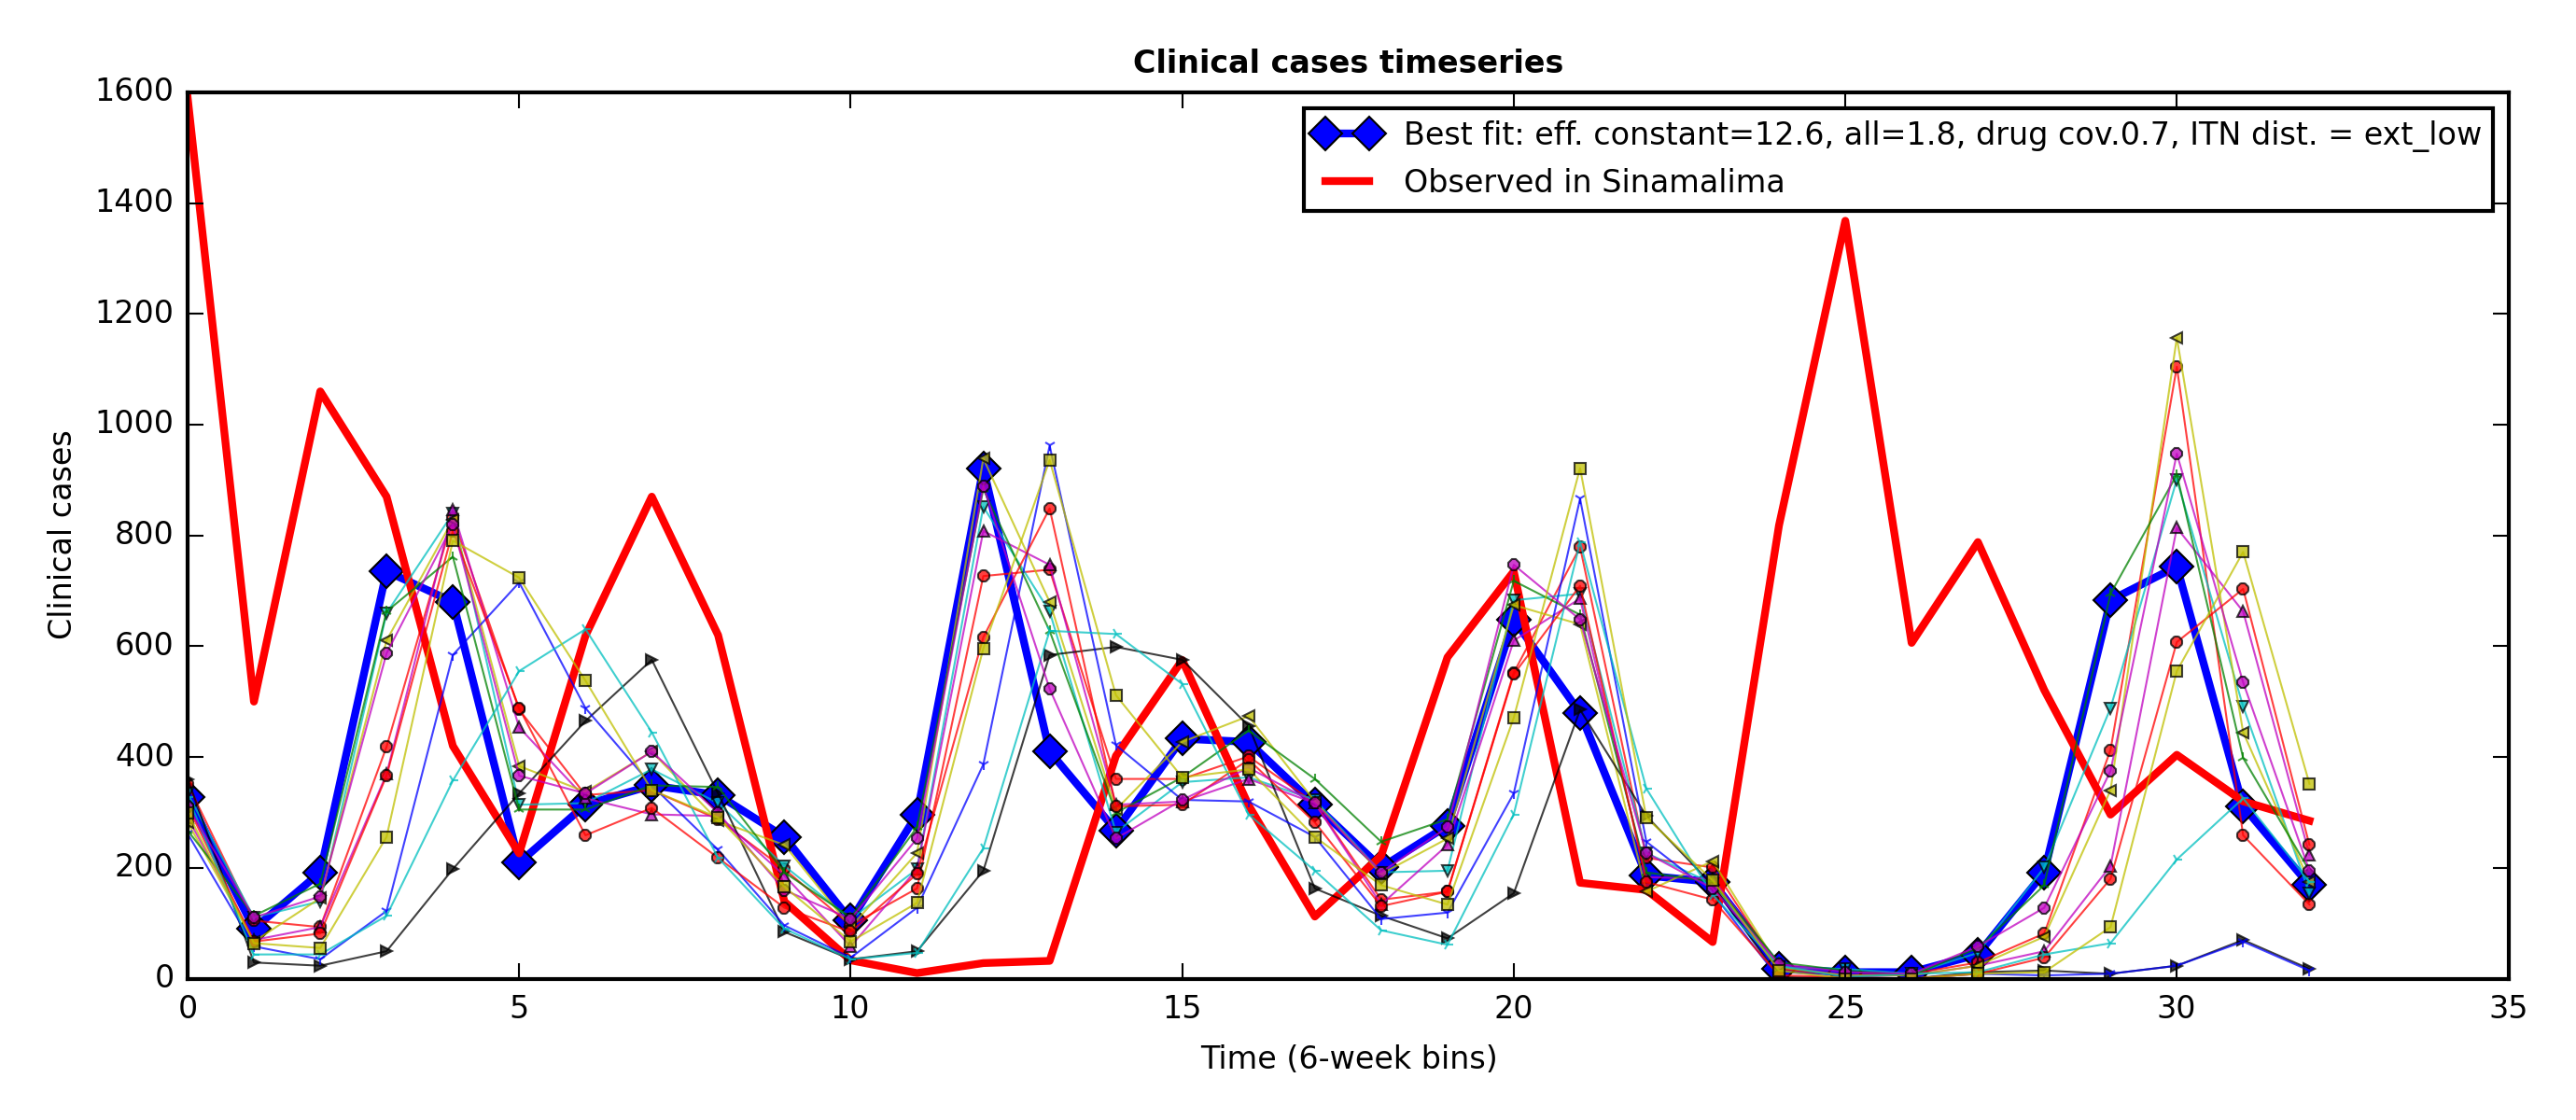 Clinical cases timeseries
Best fit: eff. constant=12.6, all=1.8, drug cov.0.7, ITN dist. = ext_low
Observed in Sinamalima
Clinical cases
1600
1400
1200
1000
800
600
400
200
0
0 5 10 15 20 25 30 35
Time (6-week bins)